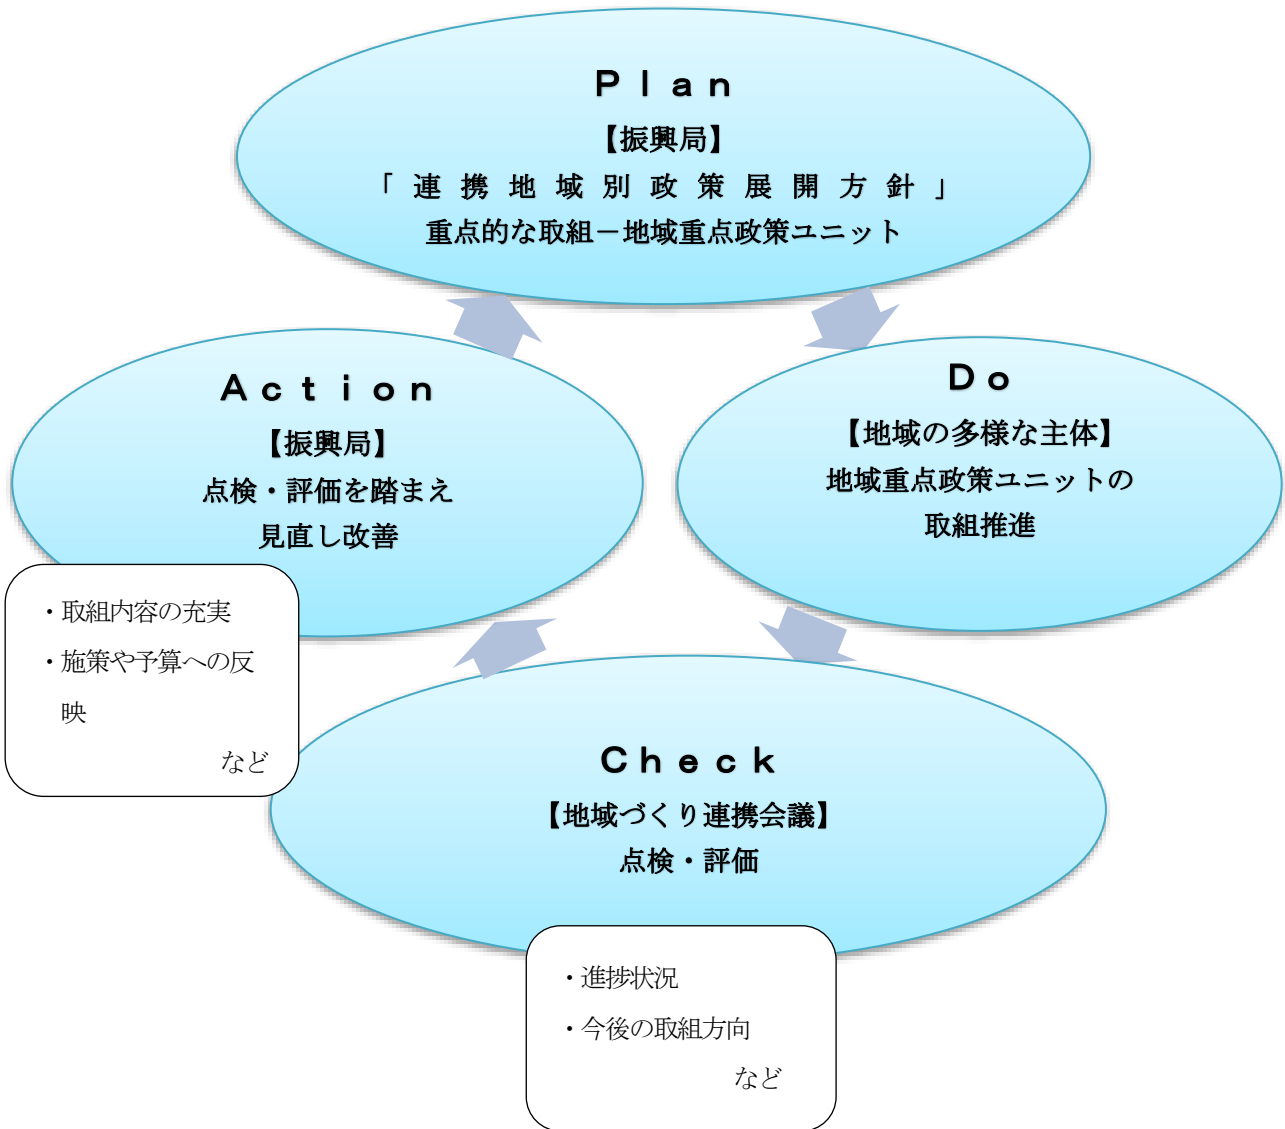 Ｐｌａｎ
【振興局】
「連携地域別政策展開方針」
重点的な取組－地域重点政策ユニット
Ｄｏ
【地域の多様な主体】
地域重点政策ユニットの
取組推進
Ｃｈｅｃｋ
【地域づくり連携会議】
点検・評価
・進捗状況
・今後の取組方向
など
Ａｃｔｉｏｎ
【振興局】
点検・評価を踏まえ
見直し改善
・取組内容の充実
・施策や予算への反
映
など